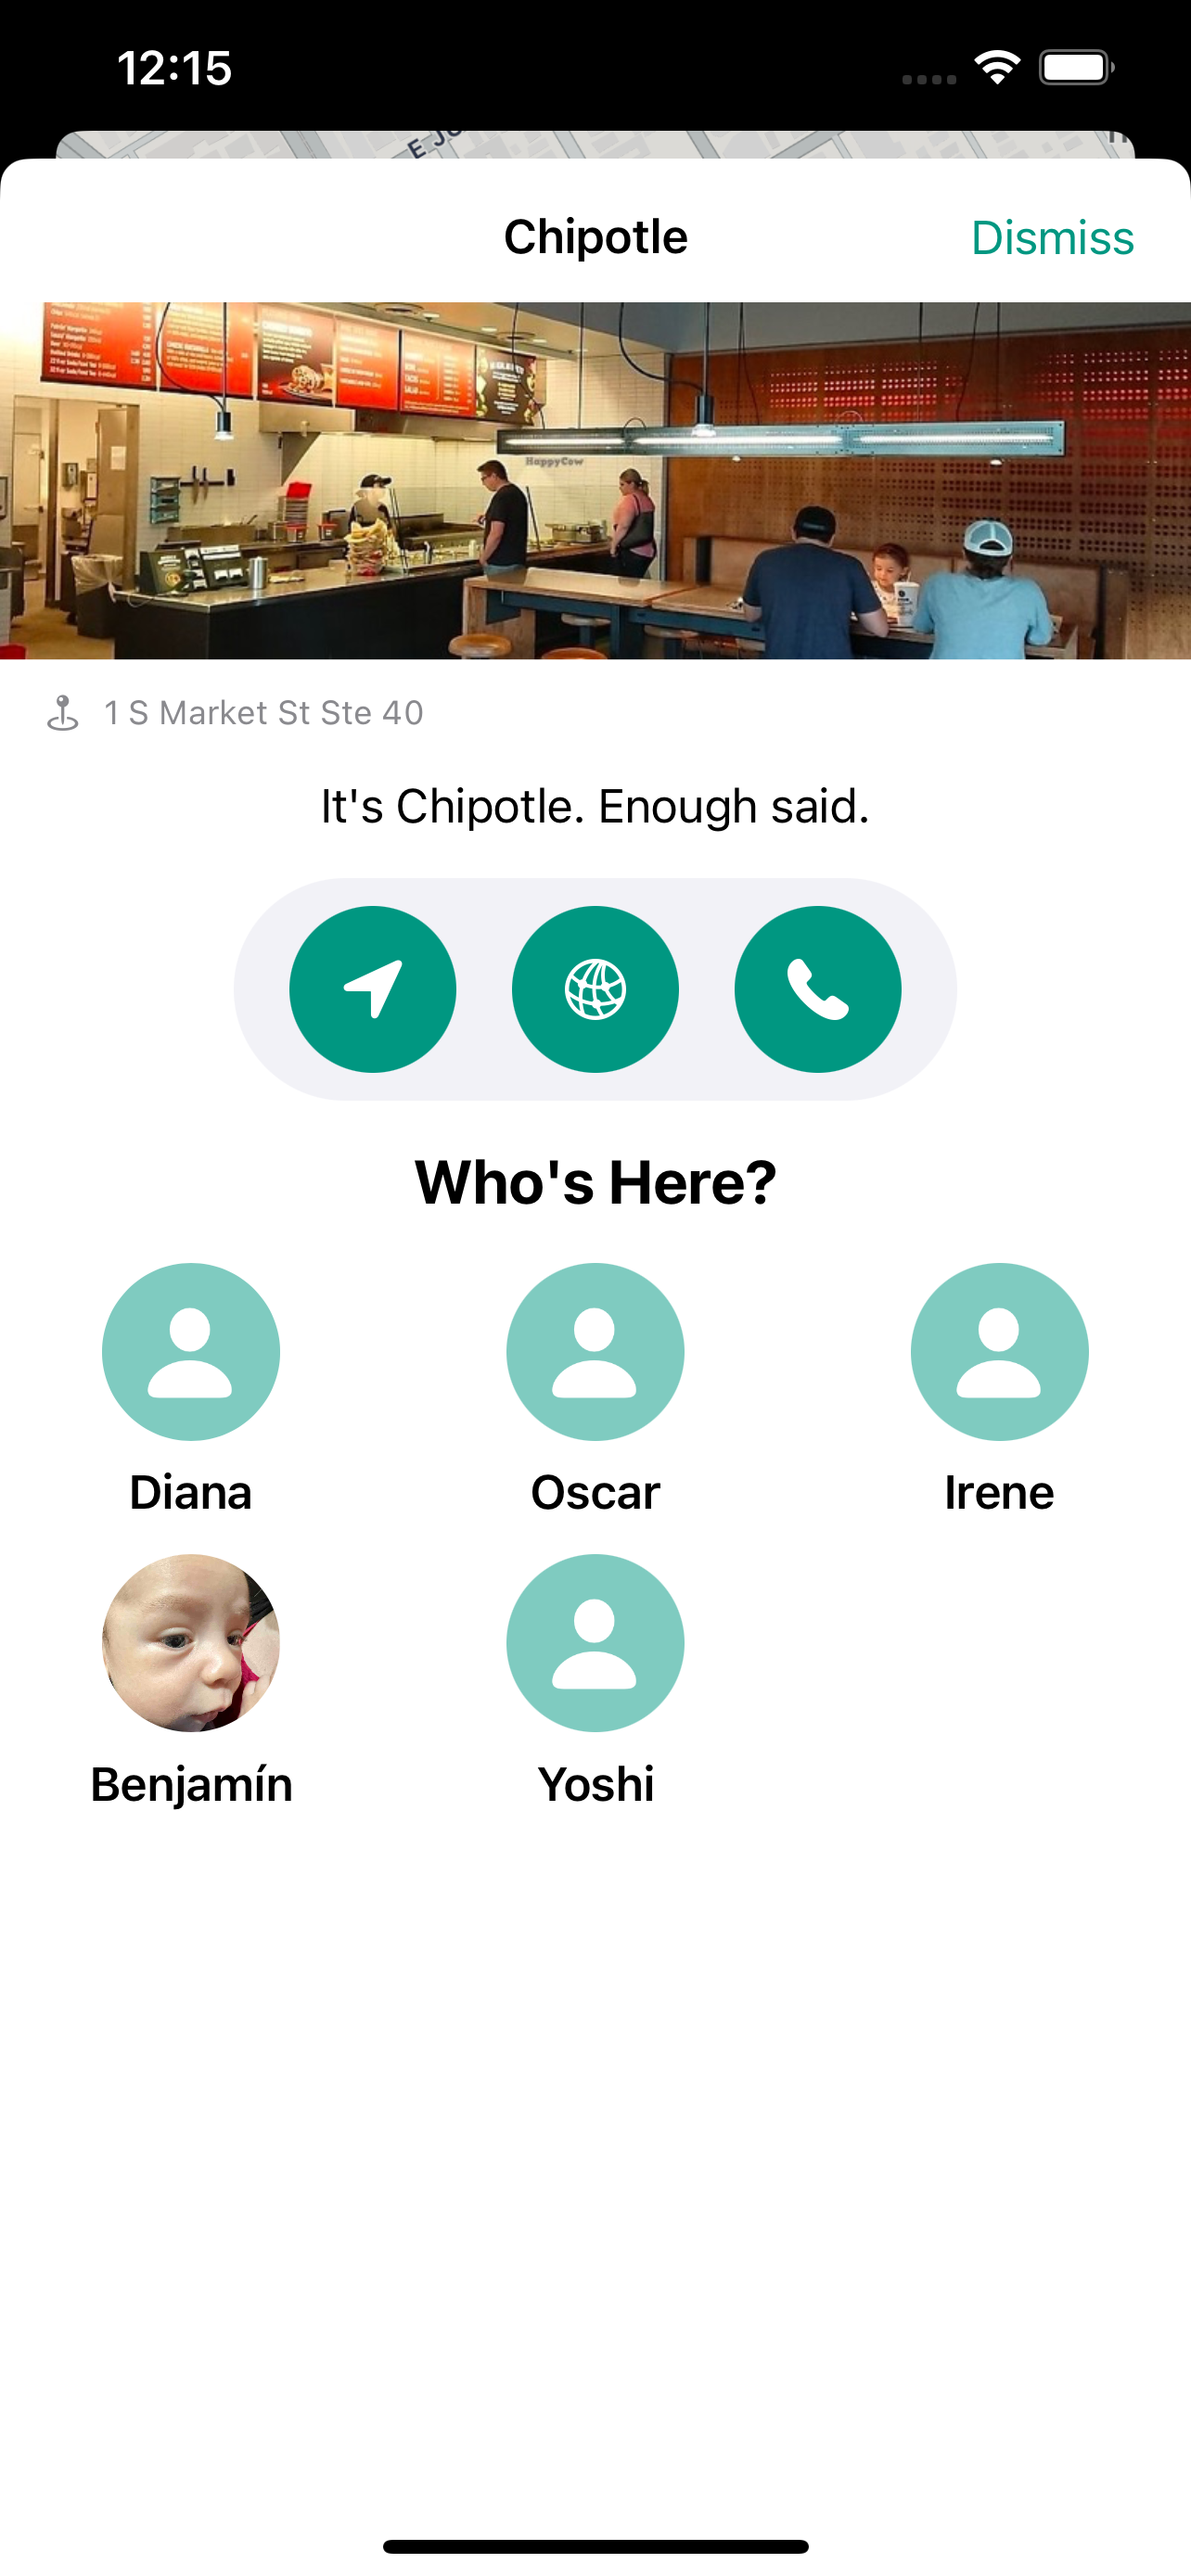 12:15
E JU
Chipotle
Dismiss
HappyCow
1 S Market St Ste 40
It's Chipotle. Enough said.
Who's Here?
Diana
Oscar
Irene
Benjamín
Yoshi